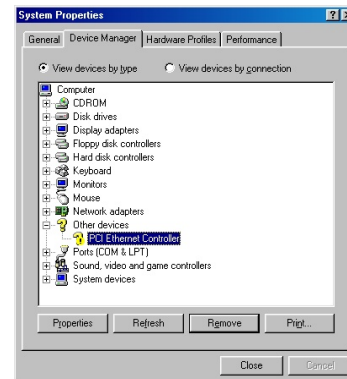 System Properties
General Device Manager Hardware Profiles Performance
View devices by type View devices by connection
Computer
CDROM
Disk drives
Display adapters
Floppy disk controllers
Hard disk controllers
Keyboard
Monitors
Mouse
Network adapters
Other devices
PCI Ethernet Controller
Ports (COM & LPT)
Sound, video and game controllers
System devices
Properties Refresh Remove Print...
Close Cancel